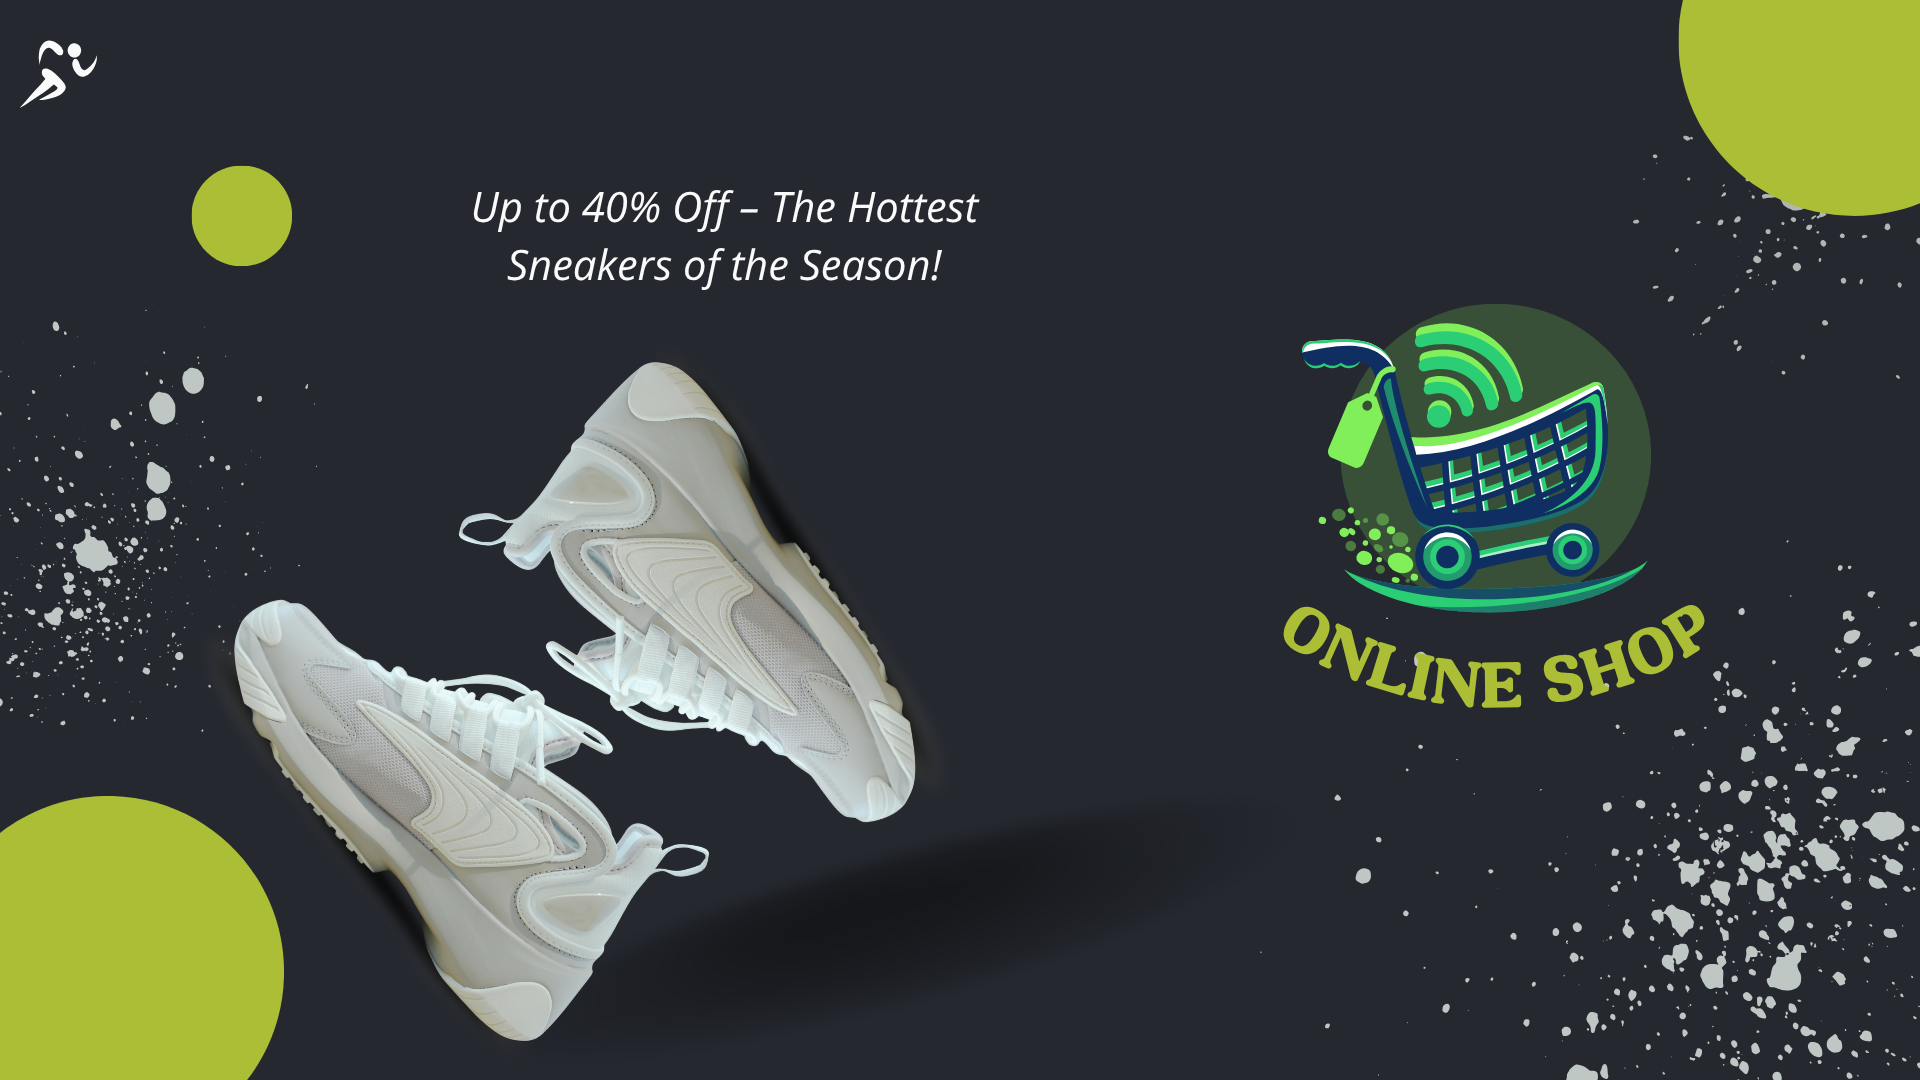 Up to 40% Off – The Hottest
Sneakers of the Season!
ONLINE SHOP